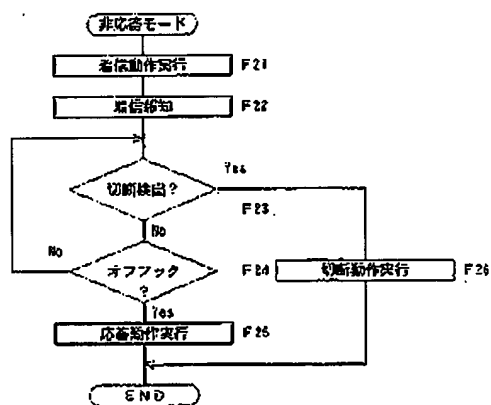 非応答モード
着信動作実行 F21
着信報知 F22
Yes
切断検出?
F23
No
No
オフフック
?
F24
切断動作実行 F26
Yes
応答動作実行 F25
END